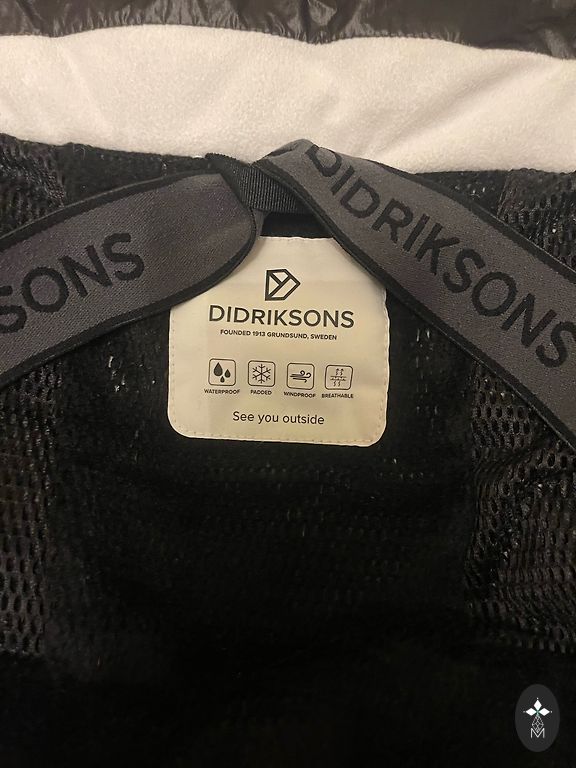 SONS
DIDRIKSONS
DIDRIKSONS
FOUNDED 1913 GRUNDSUND, SWEDEN
WATERPROOF PADDED WINDPROOF BREATHABLE
See you outside
M